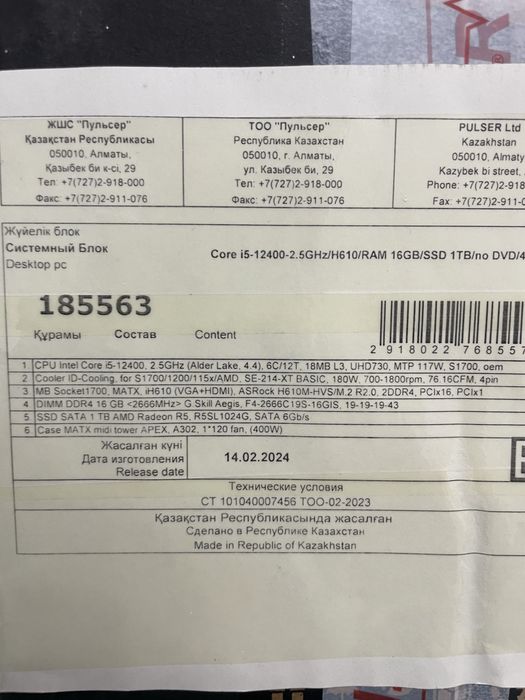 ЖШС "Пульсер"
Қазақстан Республикасы
050010, Алматы,
Қазыбек би к-сі, 29
Тел: +7(727)2-918-000
Факс: +7(727)2-911-076
ТОО "Пульсер"
Республика Казахстан
050010, г. Алматы,
ул. Казыбек би, 29
Тел: +7(727)2-918-000
Факс: +7(727)2-911-076
PULSER Ltd
Kazakhstan
050010, Almaty
Kazybek bi street,
Phone: +7(727)2-918
Fax: +7(727)2-911-0
Жүйелік блок
Системный Блок
Desktop pc
Core i5-12400-2.5GHz/H610/RAM 16GB/SSD 1TB/no DVD/4
185563
2 918022 768557
Құрамы Состав Content
1 CPU Intel Core i5-12400, 2.5GHz (Alder Lake, 4.4), 6C/12T, 18MB L3, UHD730, MTP 117W, S1700, oem
2 Cooler ID-Cooling, for S1700/1200/115x/AMD, SE-214-XT BASIC, 180W, 700-1800rpm, 76.16CFM, 4pin
3 MB Socket1700, MATX, iH610 (VGA+HDMI), ASRock H610M-HVS/M.2 R2.0, 2DDR4, PCIx16, PCIx1
4 DIMM DDR4 16 GB <2666MHz> G.Skill Aegis, F4-2666C19S-16GIS, 19-19-19-43
5 SSD SATA 1 TB AMD Radeon R5, R5SL1024G, SATA 6Gb/s
6 Case MATX midi tower APEX, A302, 1*120 fan, (400W)
Жасалған күні
Дата изготовления
Release date
14.02.2024
Технические условия
СТ 101040007456 ТОО-02-2023
Қазақстан Республикасында жасалған
Сделано в Республике Казахстан
Made in Republic of Kazakhstan